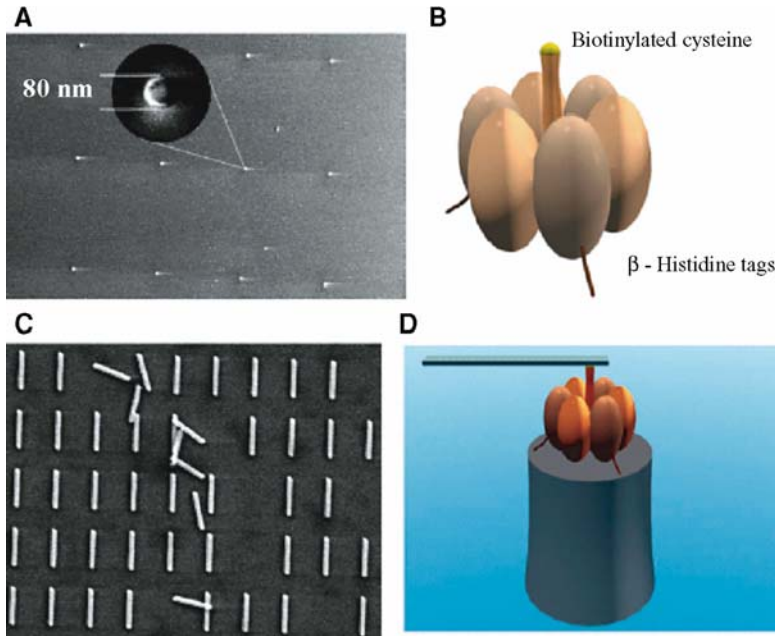 A
80 nm
B
Biotinylated cysteine
β - Histidine tags
C
D